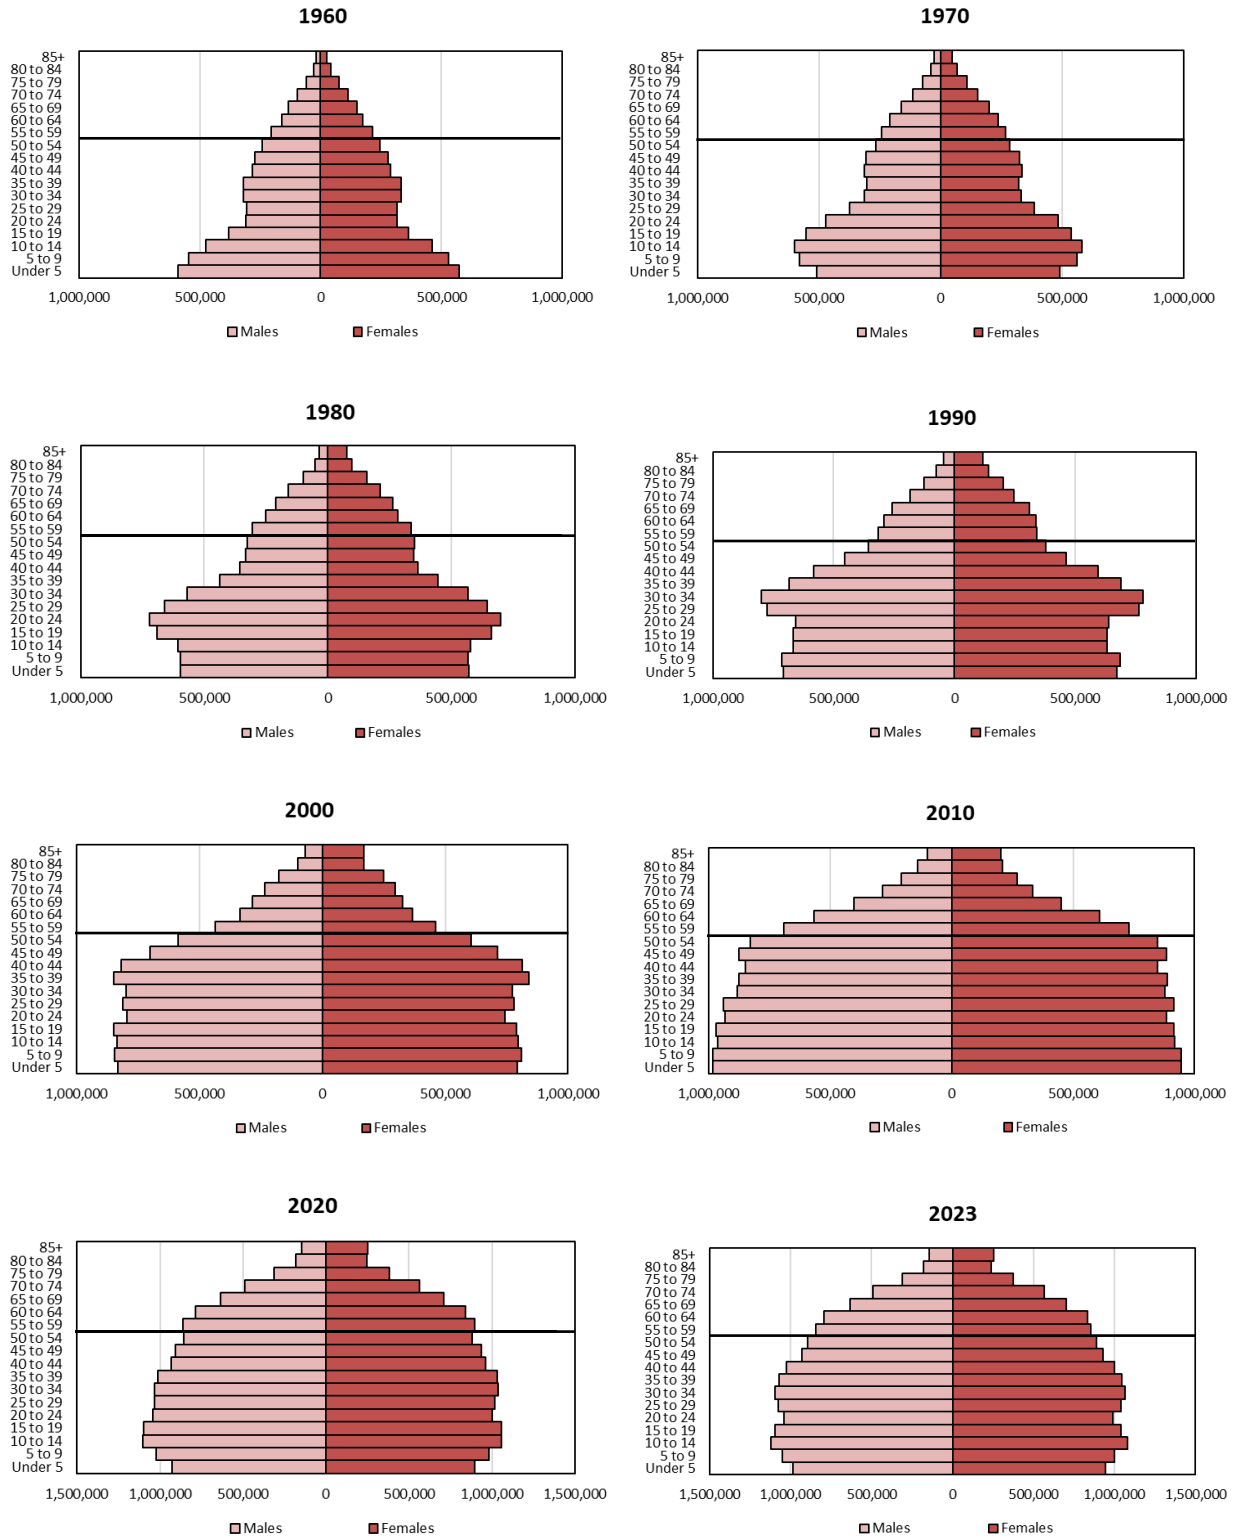 1960
85+
80 to 84
75 to 79
70 to 74
65 to 69
60 to 64
55 to 59
50 to 54
45 to 49
40 to 44
35 to 39
30 to 34
25 to 29
20 to 24
15 to 19
10 to 14
5 to 9
Under 5
1,000,000 500,000 0 500,000 1,000,000
Males Females
1970
85+
80 to 84
75 to 79
70 to 74
65 to 69
60 to 64
55 to 59
50 to 54
45 to 49
40 to 44
35 to 39
30 to 34
25 to 29
20 to 24
15 to 19
10 to 14
5 to 9
Under 5
1,000,000 500,000 0 500,000 1,000,000
Males Females
1980
85+
80 to 84
75 to 79
70 to 74
65 to 69
60 to 64
55 to 59
50 to 54
45 to 49
40 to 44
35 to 39
30 to 34
25 to 29
20 to 24
15 to 19
10 to 14
5 to 9
Under 5
1,000,000 500,000 0 500,000 1,000,000
Males Females
1990
85+
80 to 84
75 to 79
70 to 74
65 to 69
60 to 64
55 to 59
50 to 54
45 to 49
40 to 44
35 to 39
30 to 34
25 to 29
20 to 24
15 to 19
10 to 14
5 to 9
Under 5
1,000,000 500,000 0 500,000 1,000,000
Males Females
2000
85+
80 to 84
75 to 79
70 to 74
65 to 69
60 to 64
55 to 59
50 to 54
45 to 49
40 to 44
35 to 39
30 to 34
25 to 29
20 to 24
15 to 19
10 to 14
5 to 9
Under 5
1,000,000 500,000 0 500,000 1,000,000
Males Females
2010
85+
80 to 84
75 to 79
70 to 74
65 to 69
60 to 64
55 to 59
50 to 54
45 to 49
40 to 44
35 to 39
30 to 34
25 to 29
20 to 24
15 to 19
10 to 14
5 to 9
Under 5
1,000,000 500,000 0 500,000 1,000,000
Males Females
2020
85+
80 to 84
75 to 79
70 to 74
65 to 69
60 to 64
55 to 59
50 to 54
45 to 49
40 to 44
35 to 39
30 to 34
25 to 29
20 to 24
15 to 19
10 to 14
5 to 9
Under 5
1,500,000 1,000,000 500,000 0 500,000 1,000,000 1,500,000
Males Females
2023
85+
80 to 84
75 to 79
70 to 74
65 to 69
60 to 64
55 to 59
50 to 54
45 to 49
40 to 44
35 to 39
30 to 34
25 to 29
20 to 24
15 to 19
10 to 14
5 to 9
Under 5
1,500,000 1,000,000 500,000 0 500,000 1,000,000 1,500,000
Males Females